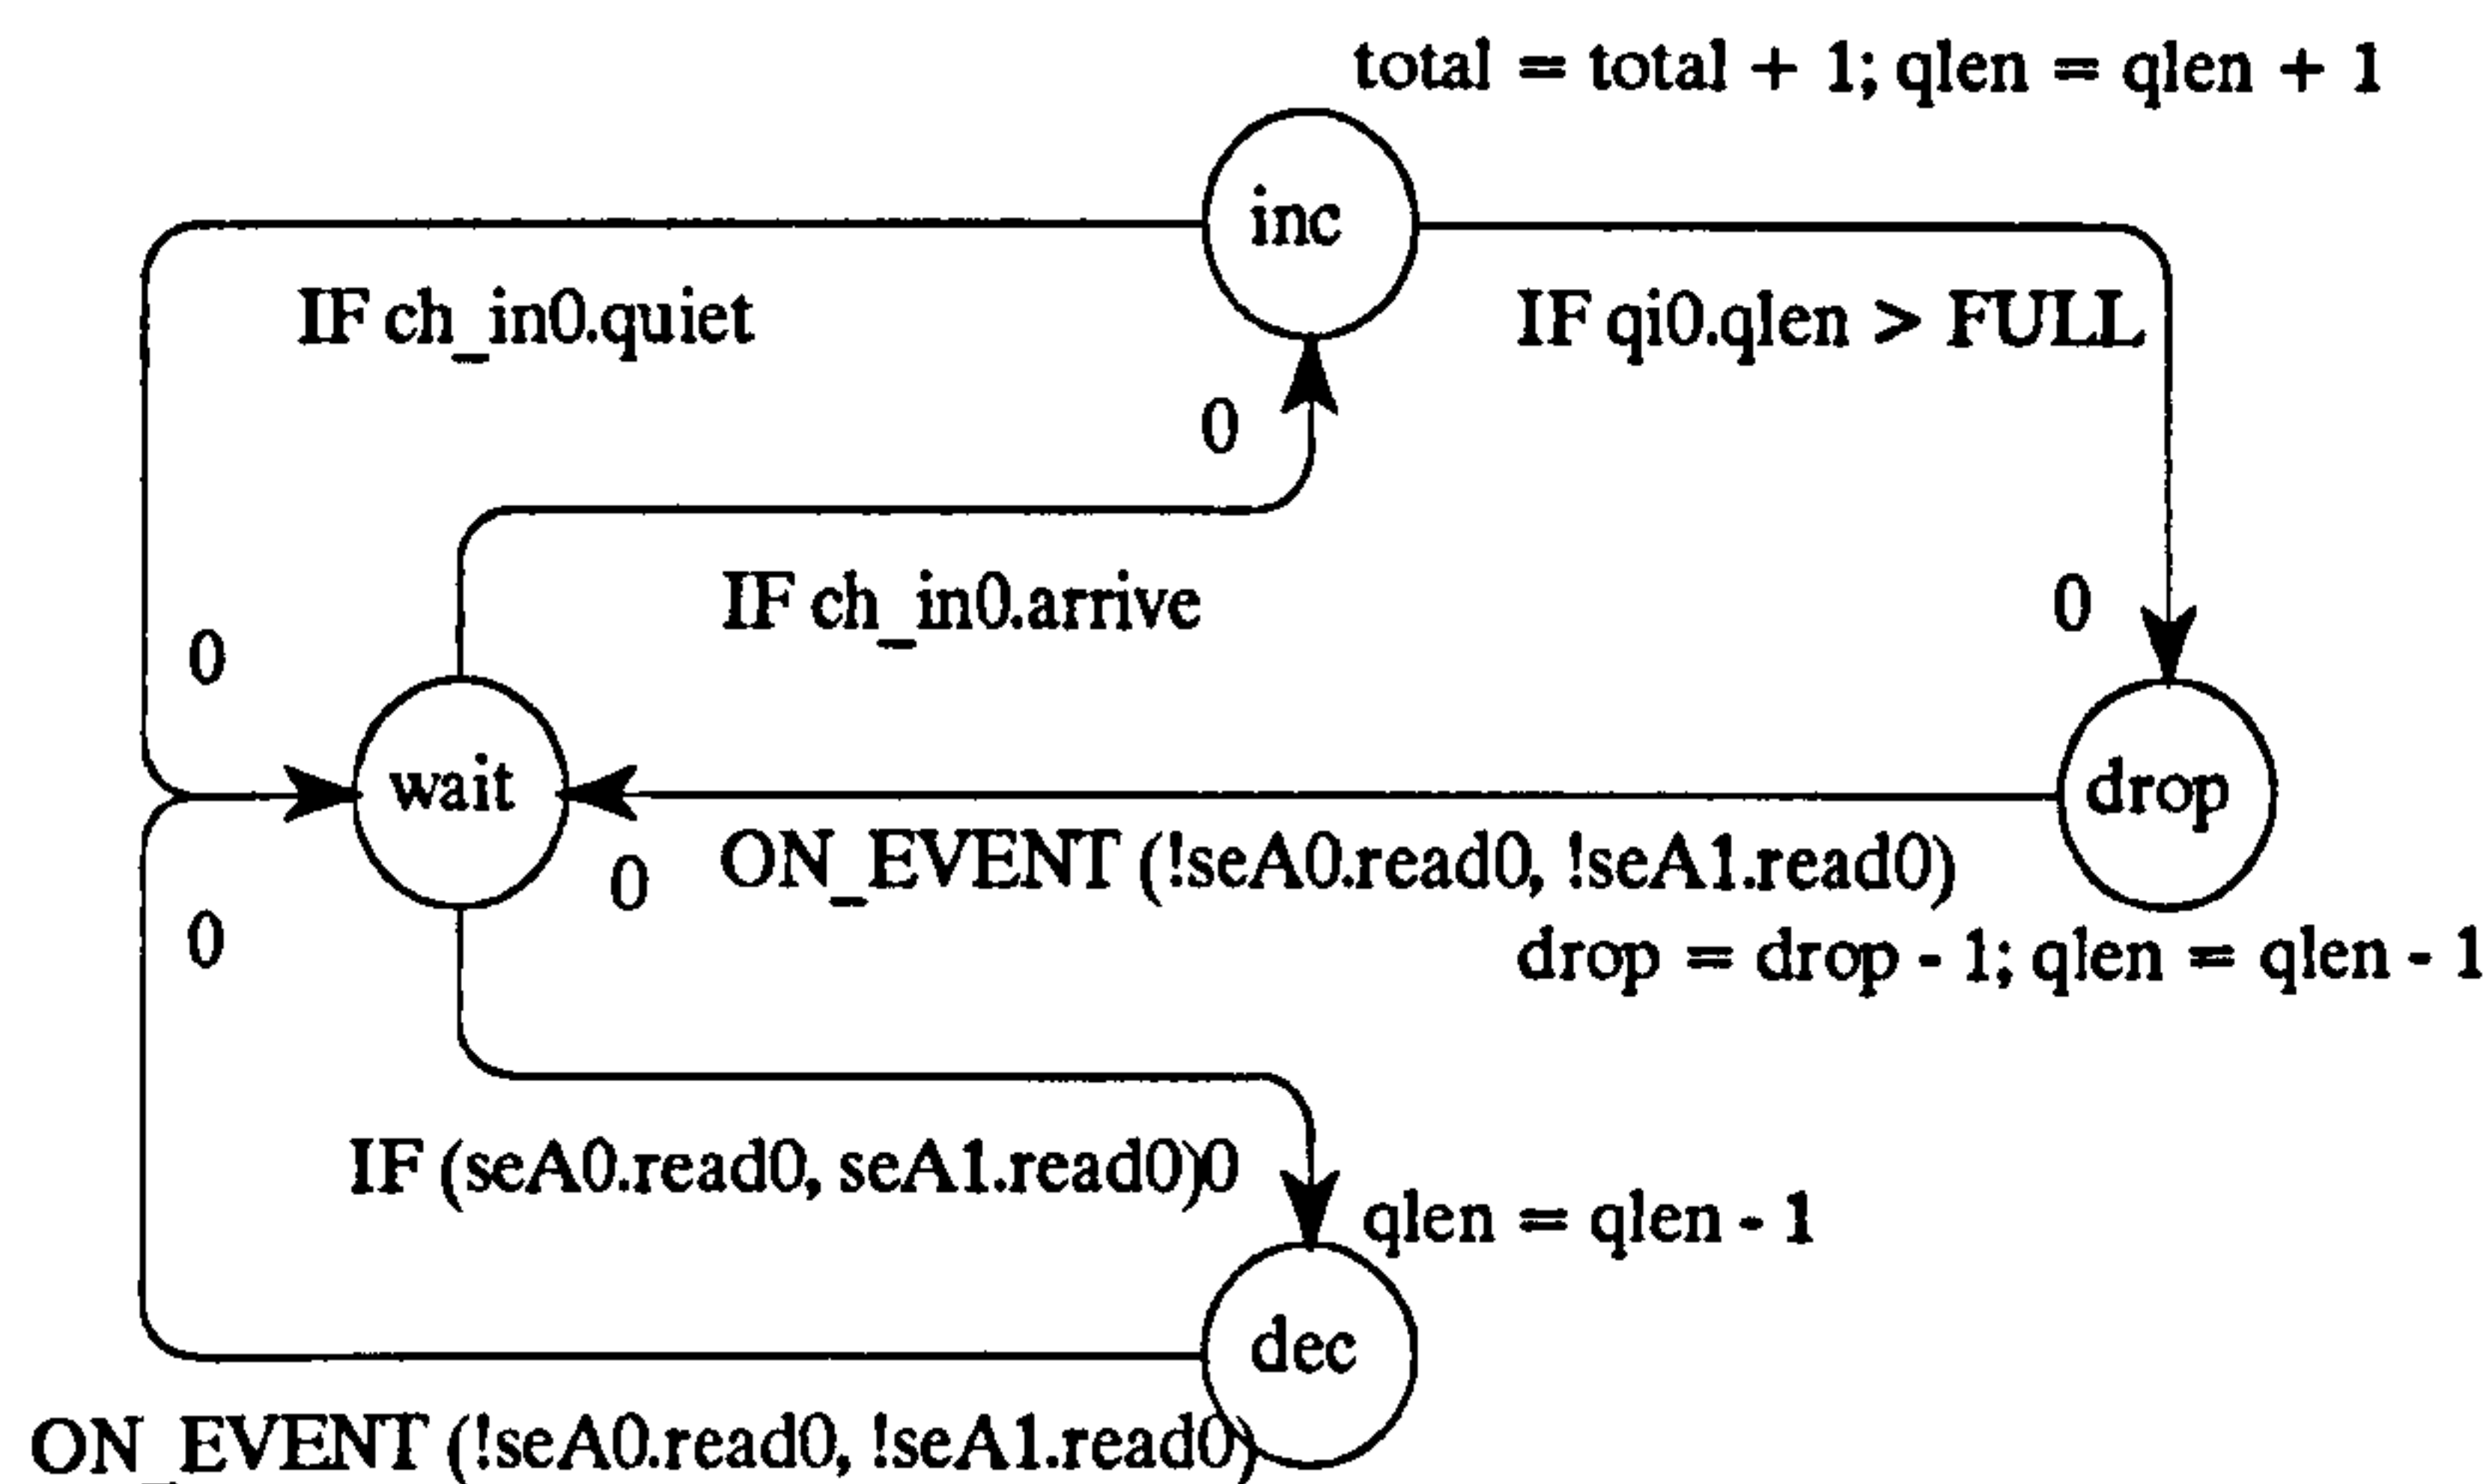 total = total + 1; qlen = qlen + 1
inc
IF ch_in0.quiet
IF qi0.qlen > FULL
0
IF ch_in0.arrive
0
0
wait
drop
ON_EVENT (!seA0.read0, !seA1.read0)
0
0
drop = drop - 1; qlen = qlen - 1
IF (seA0.read0, seA1.read0)0
qlen = qlen - 1
dec
ON_EVENT (!seA0.read0, !seA1.read0)